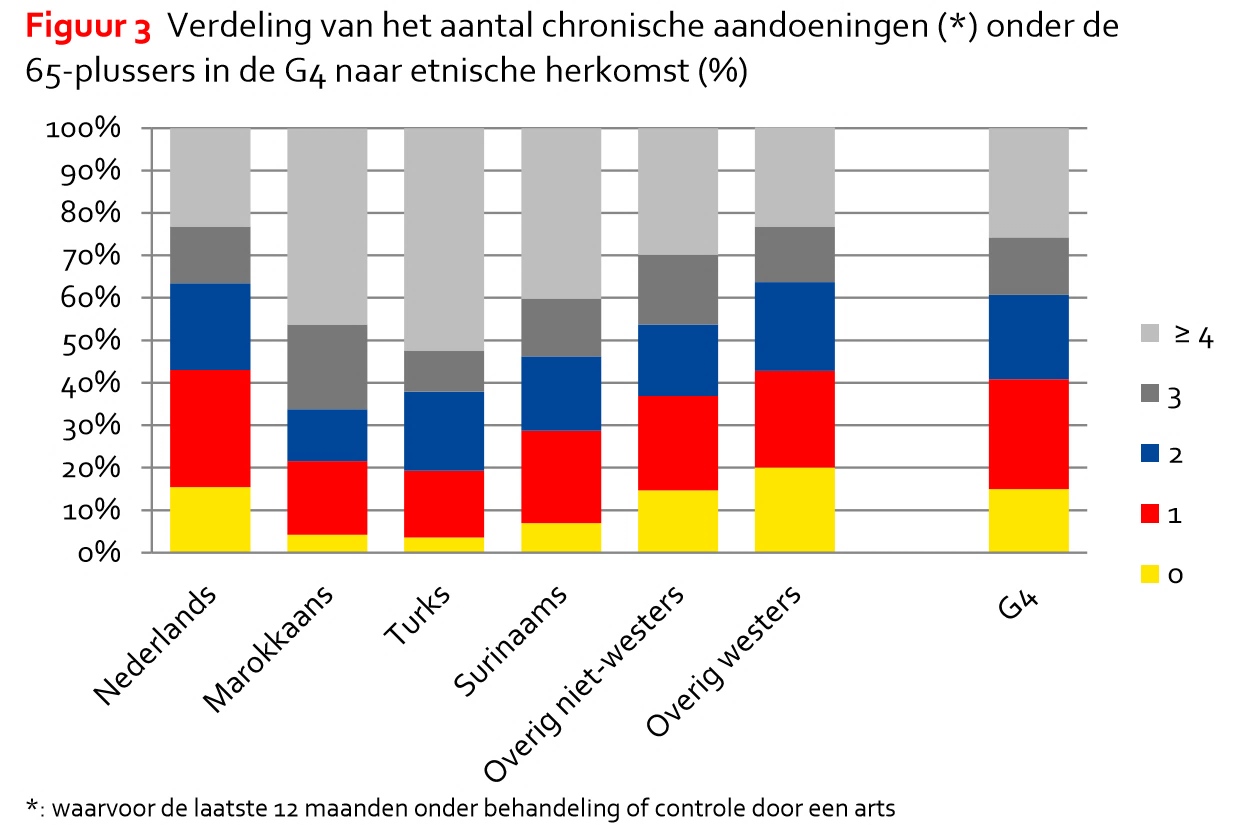 Figuur 3 Verdeling van het aantal chronische aandoeningen (*) onder de
65-plussers in de G4 naar etnische herkomst (%)
100%
90%
80%
70%
60%
50%
40%
30%
20%
10%
0%
≥ 4
3
2
1
0
Nederlands
Marokkaans
Turks
Surinaams
Overig niet-westers
Overig westers
G4
*: waarvoor de laatste 12 maanden onder behandeling of controle door een arts